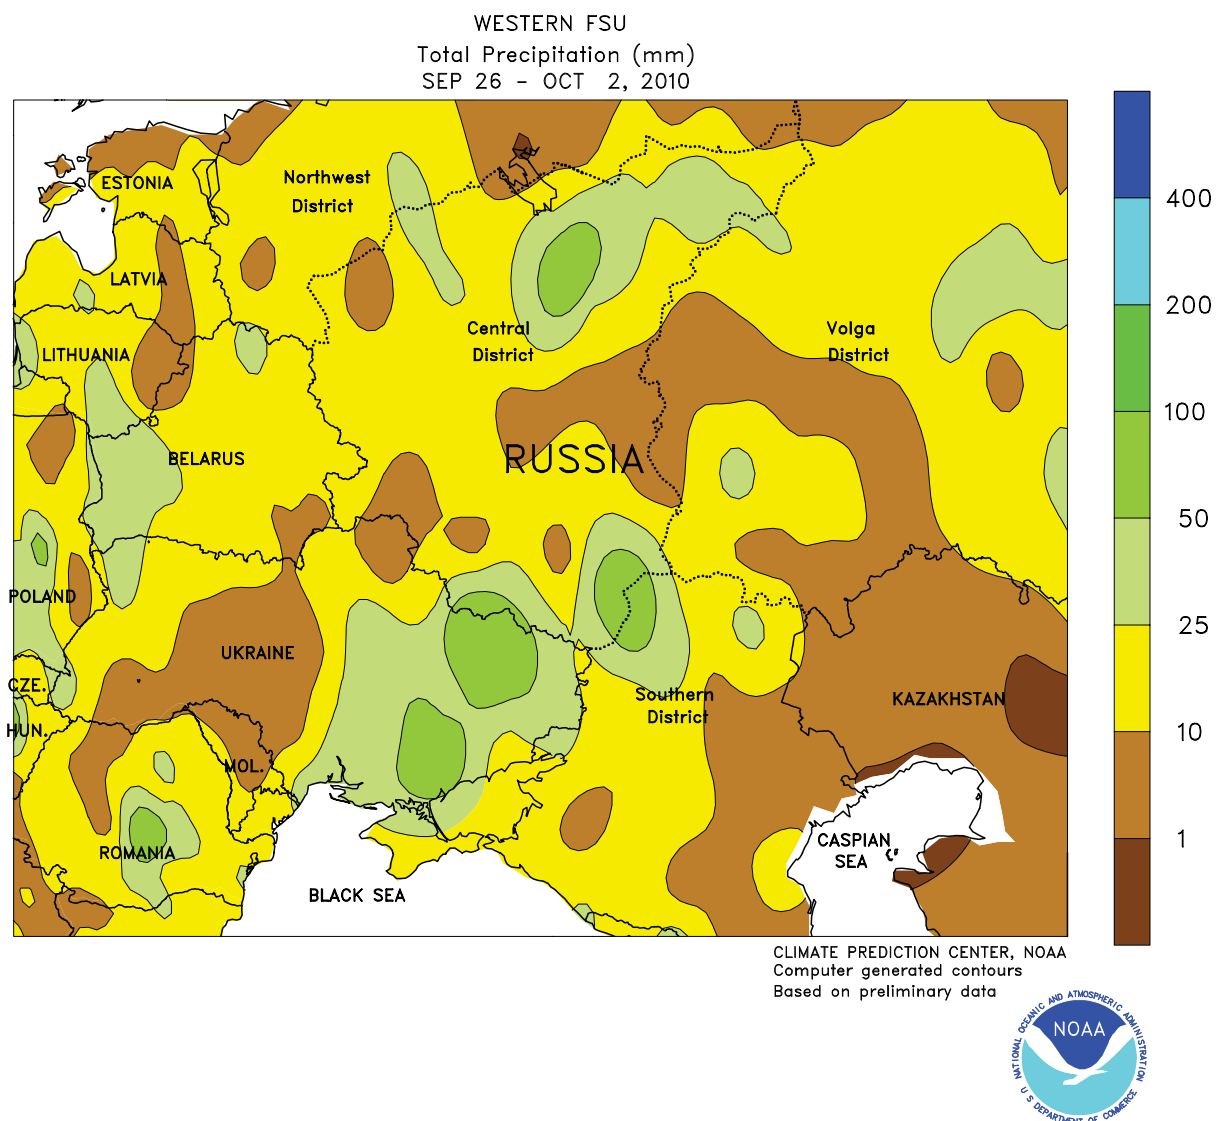 WESTERN FSU
Total Precipitation (mm)
SEP 26 - OCT 2, 2010
ESTONIA
Northwest
District
LATVIA
LITHUANIA
Central
District
Volga
District
BELARUS
RUSSIA
POLAND
UKRAINE
CZE.
Southern
District
KAZAKHSTAN
HUN.
MOL.
ROMANIA
CASPIAN
SEA
BLACK SEA
400
200
100
50
25
10
1
CLIMATE PREDICTION CENTER, NOAA
Computer generated contours
Based on preliminary data
NATIONAL OCEANIC AND ATMOSPHERIC ADMINISTRATION
NOAA
U S DEPARTMENT OF COMMERCE